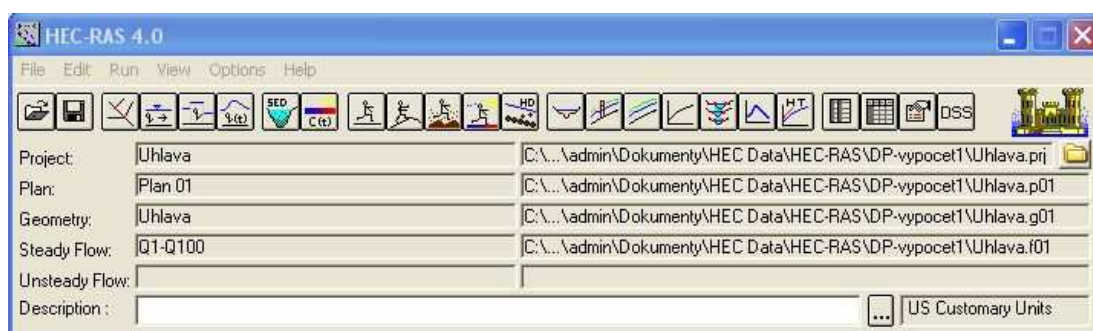 HEC-RAS 4.0
File Edit Run View Options Help
SED C(t) HD HT DSS
Project: Uhlava C:\...\admin\Dokumenty\HEC Data\HEC-RAS\DP-vypocet1\Uhlava.prj
Plan: Plan 01 C:\...\admin\Dokumenty\HEC Data\HEC-RAS\DP-vypocet1\Uhlava.p01
Geometry: Uhlava C:\...\admin\Dokumenty\HEC Data\HEC-RAS\DP-vypocet1\Uhlava.g01
Steady Flow: Q1-Q100 C:\...\admin\Dokumenty\HEC Data\HEC-RAS\DP-vypocet1\Uhlava.f01
Unsteady Flow:
Description : ... US Customary Units